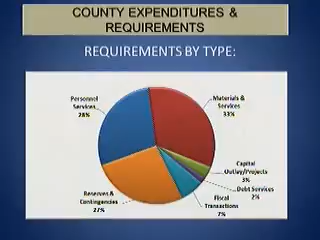 COUNTY EXPENDITURES &
REQUIREMENTS
REQUIREMENTS BY TYPE:
Personnel
Services
28%
Materials &
Services
33%
Capital
Outlay/Projects
3%
Debt Services
2%
Fiscal
Transactions
7%
Reserves &
Contingencies
27%